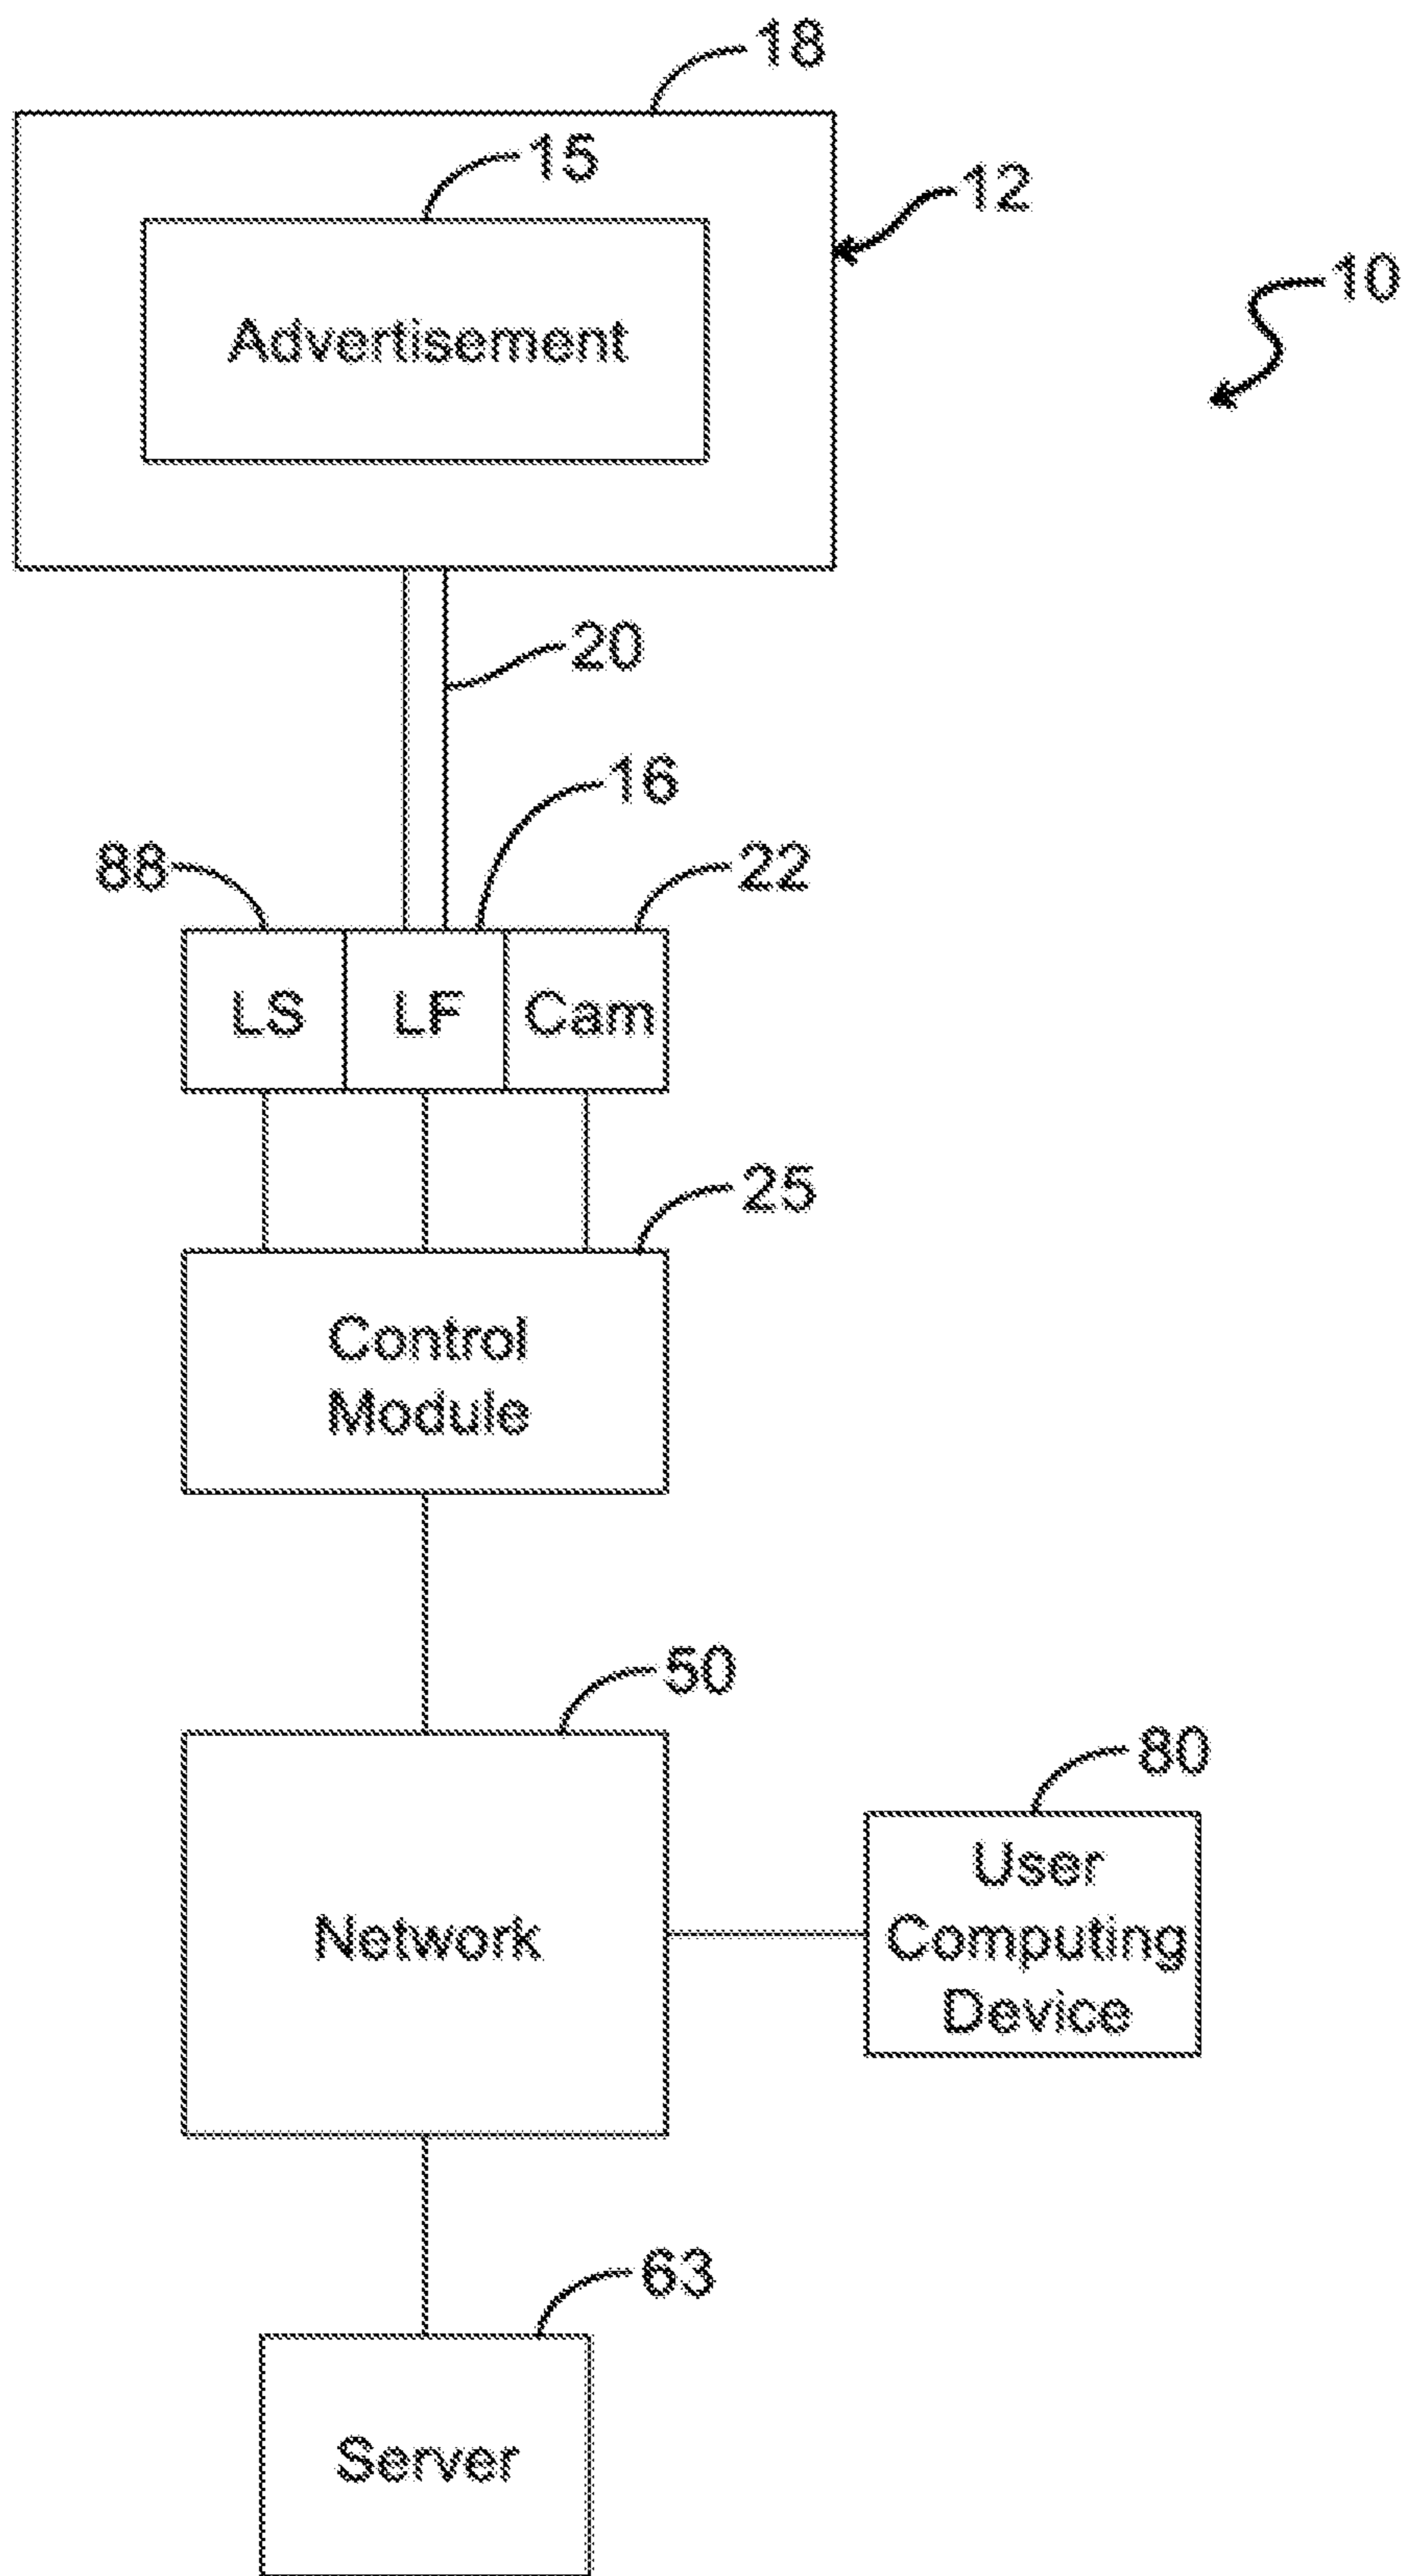 18
15
12
10
Advertisement
20
16
88
22
LS LF Cam
25
Control
Module
50
80
User
Network
Computing
Device
63
Server